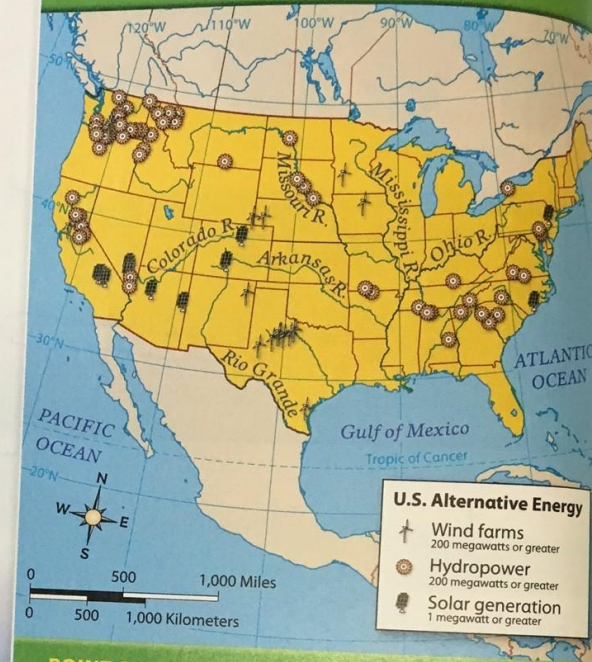 120°W
110°W
100°W
90°W
80°W
70°W
50°N
Missouri R.
Mississippi R.
40°N
Colorado R.
Arkansas R.
Ohio R.
30°N
Rio Grande
ATLANTIC
OCEAN
PACIFIC
OCEAN
Gulf of Mexico
Tropic of Cancer
20°N
N
W
E
S
U.S. Alternative Energy
Wind farms
200 megawatts or greater
Hydropower
200 megawatts or greater
Solar generation
1 megawatt or greater
0 500 1,000 Miles
0 500 1,000 Kilometers